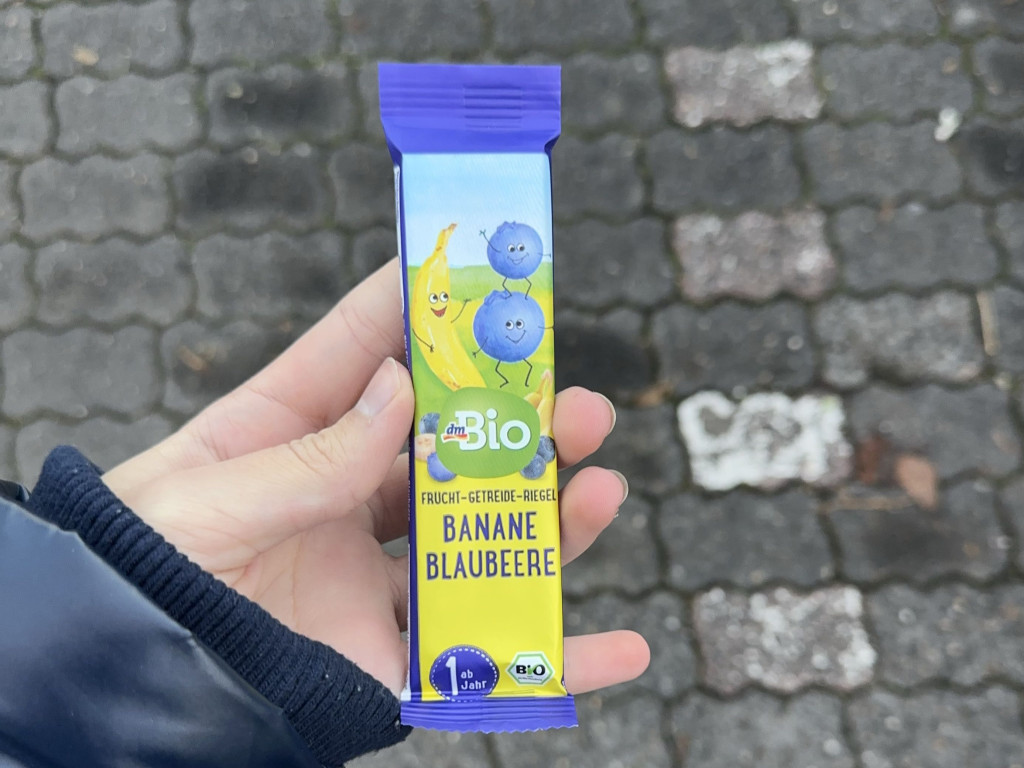 dm
Bio
FRUCHT-GETREIDE-RIEGEL
BANANE
BLAUBEERE
1 ab
Jahr
BIO